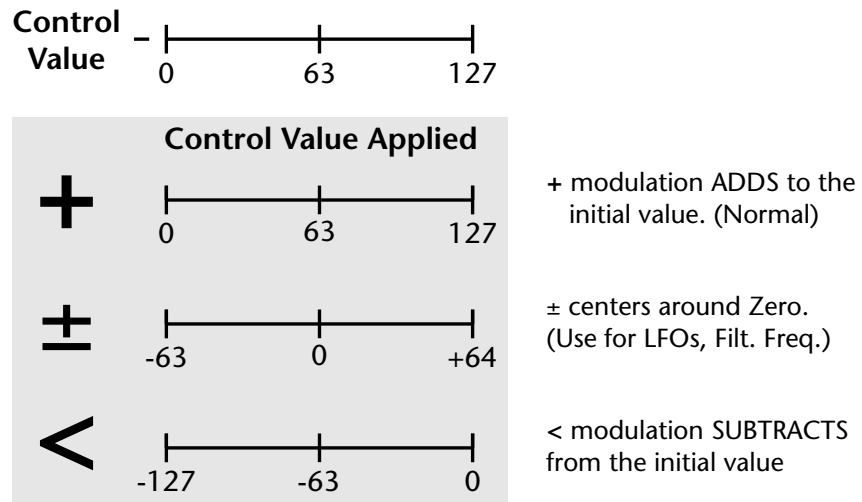 Control
Value
–
0 63 127
Control Value Applied
+
0 63 127
+ modulation ADDS to the
initial value. (Normal)
±
-63 0 +64
± centers around Zero.
(Use for LFOs, Filt. Freq.)
<
-127 -63 0
< modulation SUBTRACTS
from the initial value